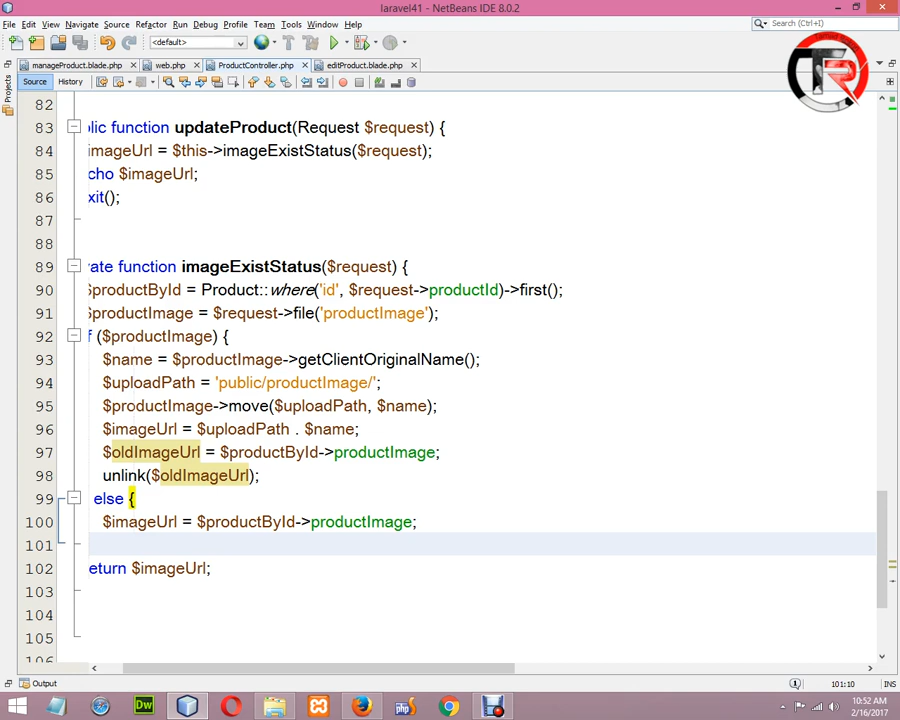 laravel41 - NetBeans IDE 8.0.2
File Edit View Navigate Source Refactor Run Debug Profile Team Tools Window Help
<default>
Search (Ctrl+I)
manageProduct.blade.php web.php ProductController.php editProduct.blade.php
Source History
Projects
82
83 blic function updateProduct(Request $request) {
84 imageUrl = $this->imageExistStatus($request);
85 cho $imageUrl;
86 xit();
87
88
89 vate function imageExistStatus($request) {
90 $productById = Product::where('id', $request->productId)->first();
91 $productImage = $request->file('productImage');
92 f ($productImage) {
93 $name = $productImage->getClientOriginalName();
94 $uploadPath = 'public/productImage/';
95 $productImage->move($uploadPath, $name);
96 $imageUrl = $uploadPath . $name;
97 $oldImageUrl = $productById->productImage;
98 unlink($oldImageUrl);
99 else {
100 $imageUrl = $productById->productImage;
101
102 eturn $imageUrl;
103
104
105
106
Output
101:10 INS
Dw php
10:52 AM
2/16/2017